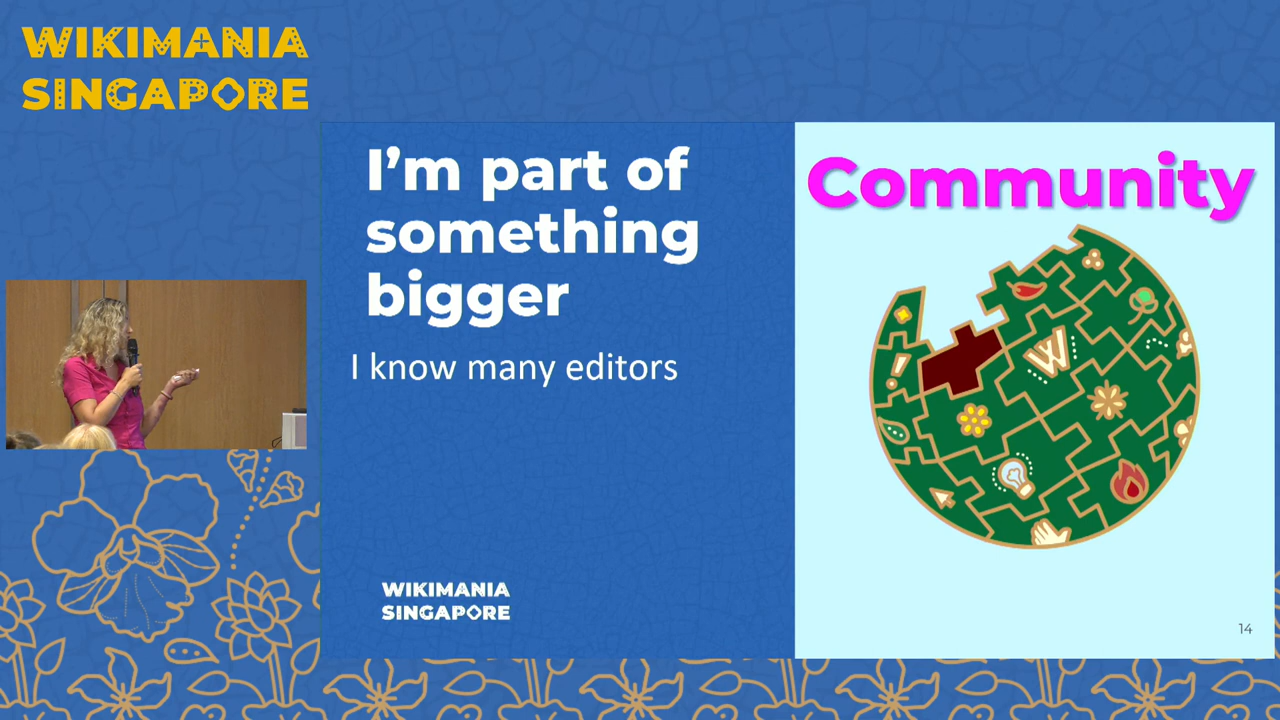 WIKIMANIA
SINGAPORE
I'm part of
something
bigger
I know many editors
WIKIMANIA
SINGAPORE
Community
W
14